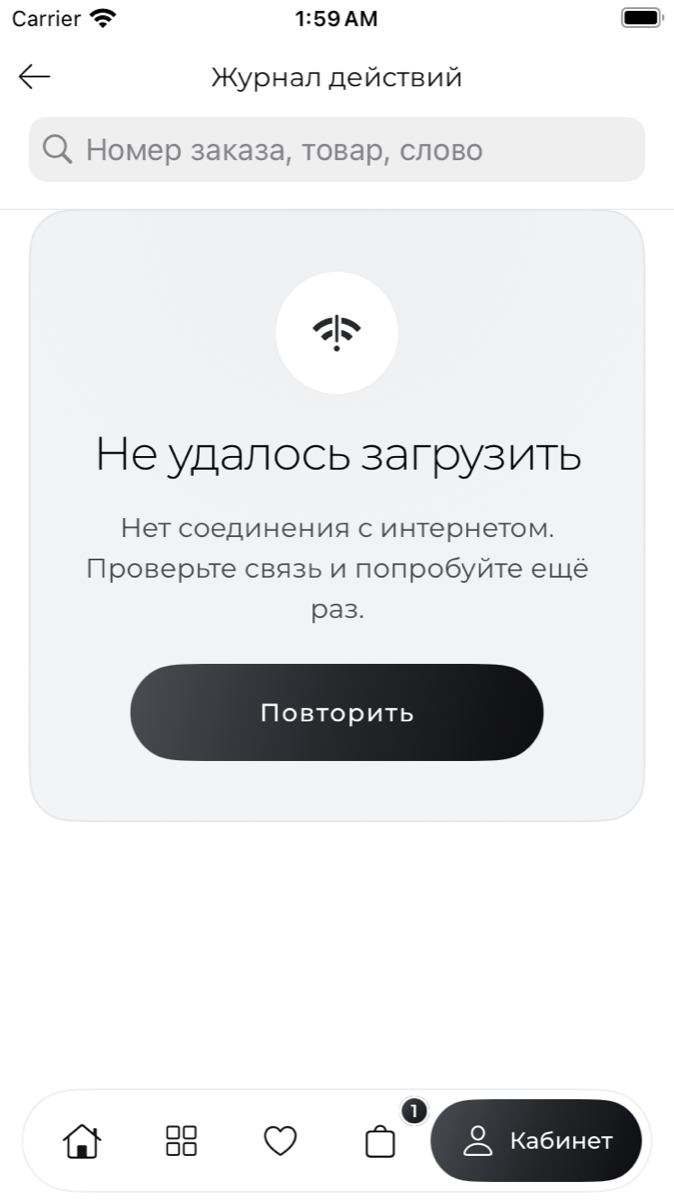 Carrier 1:59 AM
Журнал действий
Номер заказа, товар, слово
Не удалось загрузить
Нет соединения с интернетом.
Проверьте связь и попробуйте ещё
раз.
Повторить
1
Кабинет